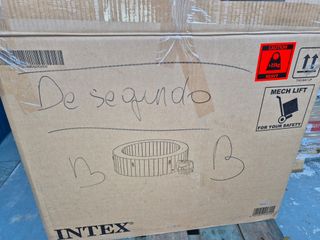 CAUTION
HEAVY
MECH LIFT
FOR YOUR SAFETY
De segundo
B
B
INTEX